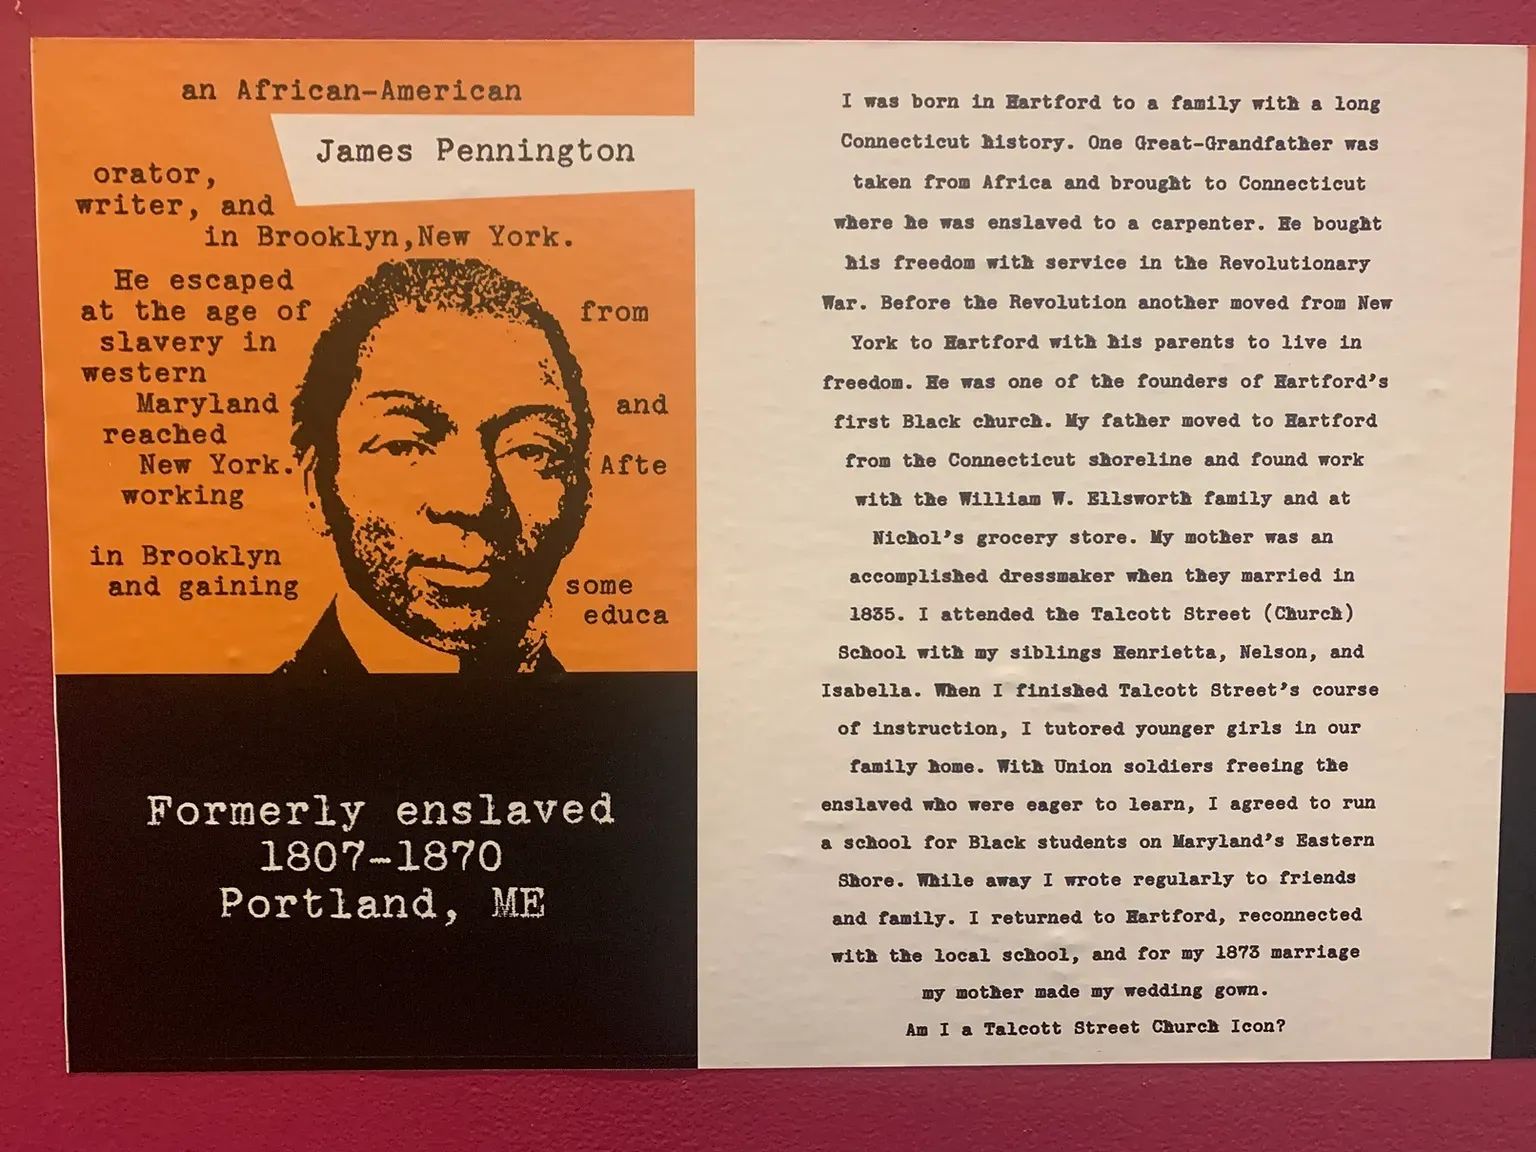 an African-American
James Pennington
orator,
writer, and
in Brooklyn,New York.
He escaped
at the age of from
slavery in
western
Maryland and
reached
New York. Afte
working
in Brooklyn
and gaining some
educa
Formerly enslaved
1807-1870
Portland, ME
I was born in Hartford to a family with a long
Connecticut history. One Great-Grandfather was
taken from Africa and brought to Connecticut
where he was enslaved to a carpenter. He bought
his freedom with service in the Revolutionary
War. Before the Revolution another moved from New
York to Hartford with his parents to live in
freedom. He was one of the founders of Hartford's
first Black church. My father moved to Hartford
from the Connecticut shoreline and found work
with the William W. Ellsworth family and at
Nichol's grocery store. My mother was an
accomplished dressmaker when they married in
1835. I attended the Talcott Street (Church)
School with my siblings Henrietta, Nelson, and
Isabella. When I finished Talcott Street's course
of instruction, I tutored younger girls in our
family home. With Union soldiers freeing the
enslaved who were eager to learn, I agreed to run
a school for Black students on Maryland's Eastern
Shore. While away I wrote regularly to friends
and family. I returned to Hartford, reconnected
with the local school, and for my 1873 marriage
my mother made my wedding gown.
Am I a Talcott Street Church Icon?